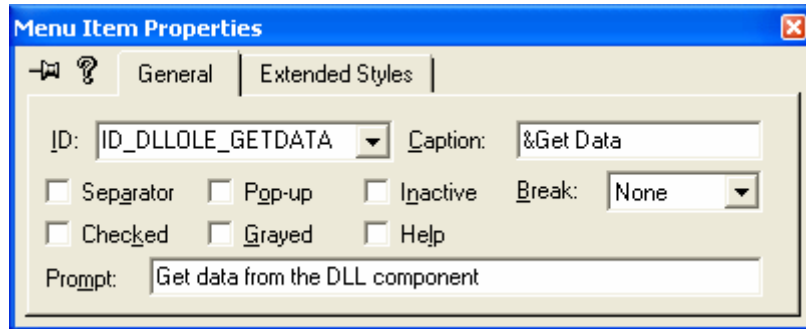 Menu Item Properties
General Extended Styles
ID: ID_DLLOLE_GETDATA Caption: &Get Data
Separator Pop-up Inactive Break: None
Checked Grayed Help
Prompt: Get data from the DLL component